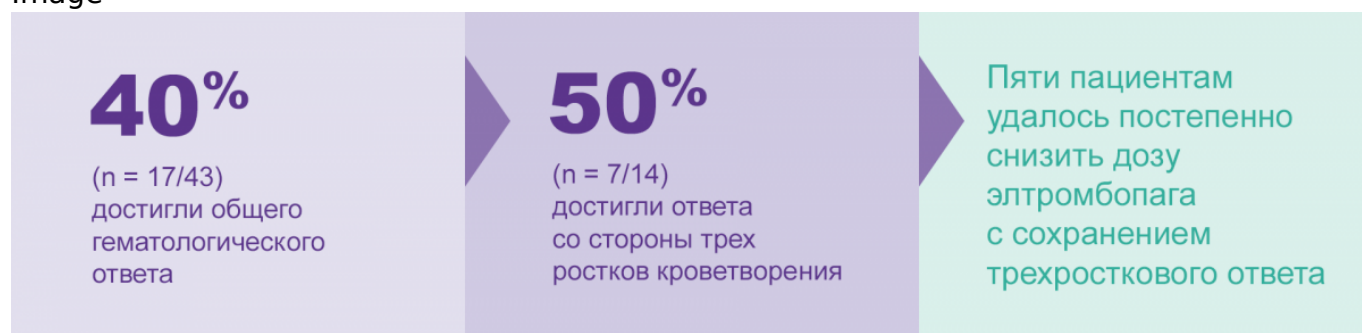 Image
40%
(n = 17/43)
достигли общего
гематологического
ответа
50%
(n = 7/14)
достигли ответа
со стороны трех
ростков кроветворения
Пяти пациентам
удалось постепенно
снизить дозу
элтромбопага
с сохранением
трехросткового ответа